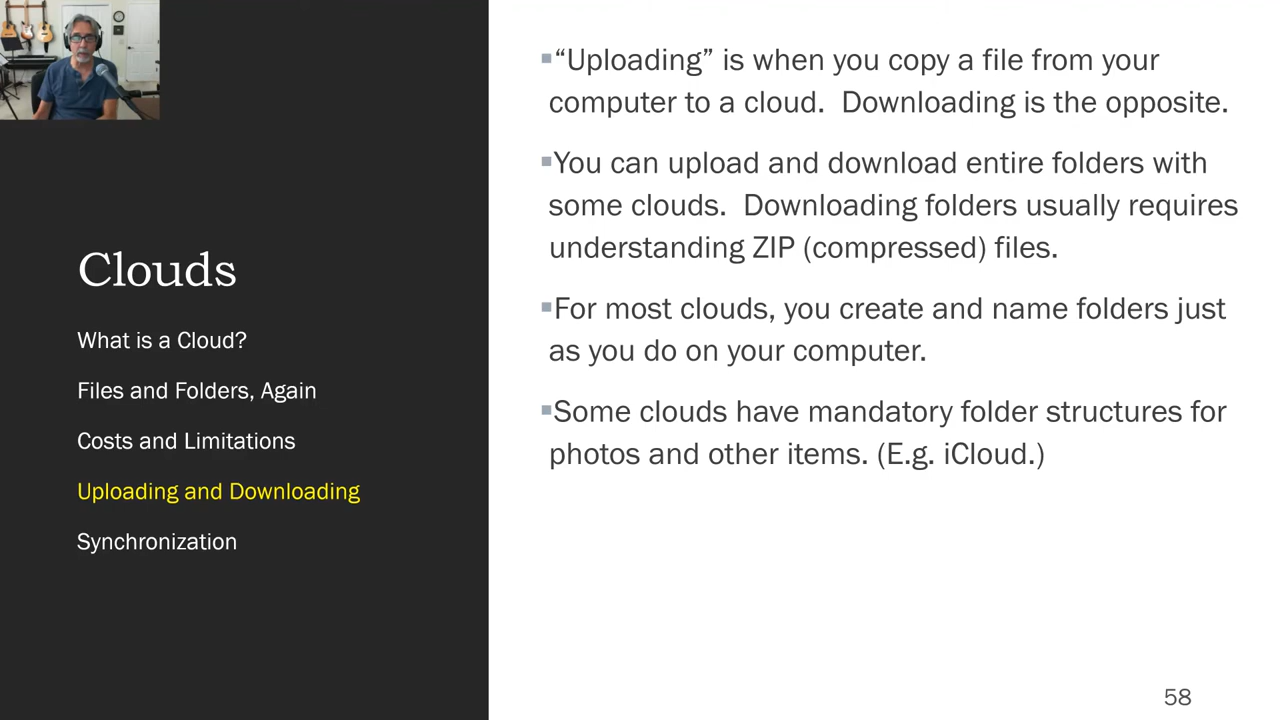 Clouds
What is a Cloud?
Files and Folders, Again
Costs and Limitations
Uploading and Downloading
Synchronization
▪“Uploading” is when you copy a file from your
computer to a cloud.  Downloading is the opposite.
▪You can upload and download entire folders with
some clouds.  Downloading folders usually requires
understanding ZIP (compressed) files.
▪For most clouds, you create and name folders just
as you do on your computer.
▪Some clouds have mandatory folder structures for
photos and other items. (E.g. iCloud.)
58